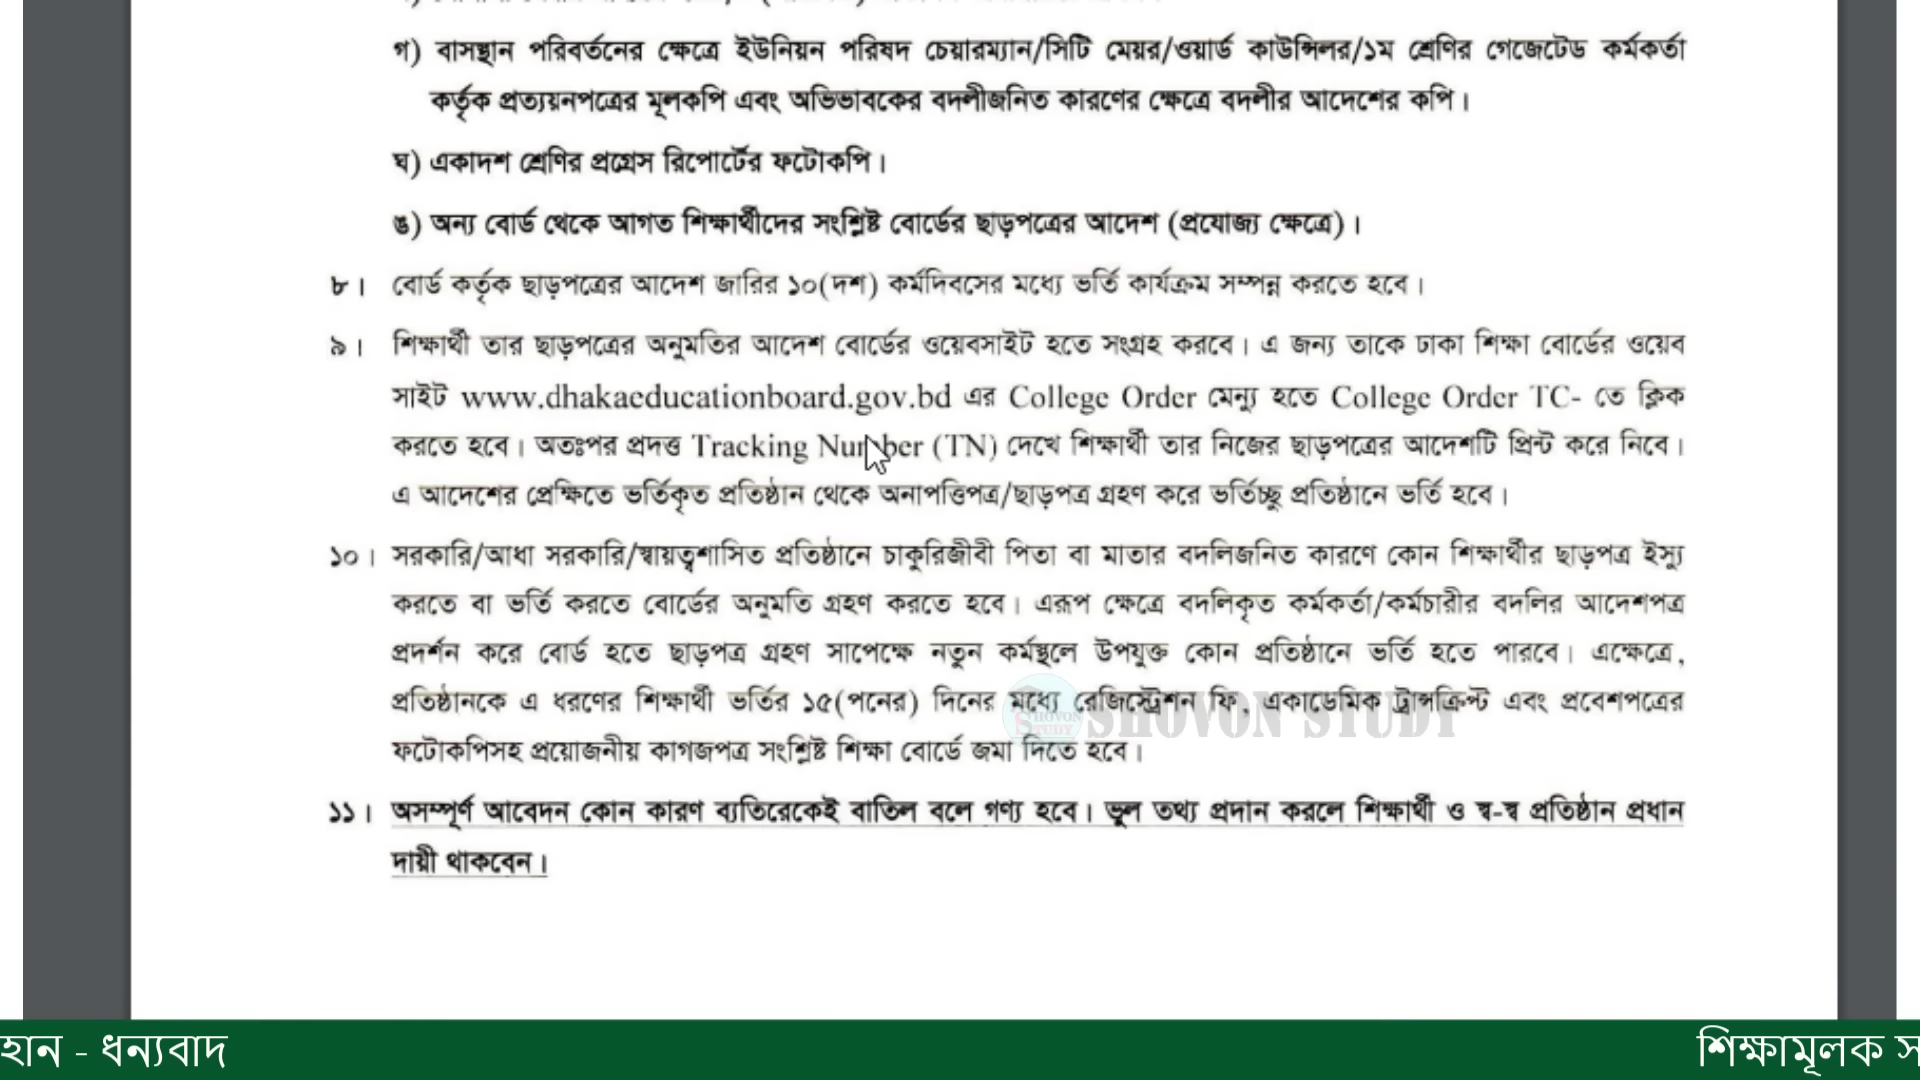 গ) বাসস্থান পরিবর্তনের ক্ষেত্রে ইউনিয়ন পরিষদ চেয়ারম্যান/সিটি মেয়র/ওয়ার্ড কাউন্সিলর/১ম শ্রেণির গেজেটেড কর্মকর্তা
কর্তৃক প্রত্যয়নপত্রের মূলকপি এবং অভিভাবকের বদলীজনিত কারণের ক্ষেত্রে বদলীর আদেশের কপি।
ঘ) একাদশ শ্রেণির প্রগ্রেস রিপোর্টের ফটোকপি।
ঙ) অন্য বোর্ড থেকে আগত শিক্ষার্থীদের সংশ্লিষ্ট বোর্ডের ছাড়পত্রের আদেশ (প্রযোজ্য ক্ষেত্রে)।
৮। বোর্ড কর্তৃক ছাড়পত্রের আদেশ জারির ১০(দশ) কর্মদিবসের মধ্যে ভর্তি কার্যক্রম সম্পন্ন করতে হবে।
৯। শিক্ষার্থী তার ছাড়পত্রের অনুমতির আদেশ বোর্ডের ওয়েবসাইট হতে সংগ্রহ করবে। এ জন্য তাকে ঢাকা শিক্ষা বোর্ডের ওয়েব
সাইট www.dhakaeducationboard.gov.bd এর College Order মেন্যু হতে College Order TC- তে ক্লিক
করতে হবে। অতঃপর প্রদত্ত Tracking Number (TN) দেখে শিক্ষার্থী তার নিজের ছাড়পত্রের আদেশটি প্রিন্ট করে নিবে।
এ আদেশের প্রেক্ষিতে ভর্তিকৃত প্রতিষ্ঠান থেকে অনাপত্তিপত্র/ছাড়পত্র গ্রহণ করে ভর্তিচ্ছু প্রতিষ্ঠানে ভর্তি হবে।
১০। সরকারি/আধা সরকারি/স্বায়ত্বশাসিত প্রতিষ্ঠানে চাকুরিজীবী পিতা বা মাতার বদলিজনিত কারণে কোন শিক্ষার্থীর ছাড়পত্র ইস্যু
করতে বা ভর্তি করতে বোর্ডের অনুমতি গ্রহণ করতে হবে। এরূপ ক্ষেত্রে বদলিকৃত কর্মকর্তা/কর্মচারীর বদলির আদেশপত্র
প্রদর্শন করে বোর্ড হতে ছাড়পত্র গ্রহণ সাপেক্ষে নতুন কর্মস্থলে উপযুক্ত কোন প্রতিষ্ঠানে ভর্তি হতে পারবে। এক্ষেত্রে,
প্রতিষ্ঠানকে এ ধরণের শিক্ষার্থী ভর্তির ১৫(পনের) দিনের মধ্যে রেজিস্ট্রেশন ফি, একাডেমিক ট্রান্সক্রিপ্ট এবং প্রবেশপত্রের
SHOVON STUDY
SHOVON STUDY
ফটোকপিসহ প্রয়োজনীয় কাগজপত্র সংশ্লিষ্ট শিক্ষা বোর্ডে জমা দিতে হবে।
১১। অসম্পূর্ণ আবেদন কোন কারণ ব্যতিরেকেই বাতিল বলে গণ্য হবে। ভুল তথ্য প্রদান করলে শিক্ষার্থী ও স্ব-স্ব প্রতিষ্ঠান প্রধান
দায়ী থাকবেন।
হান - ধন্যবাদ
শিক্ষামূলক স